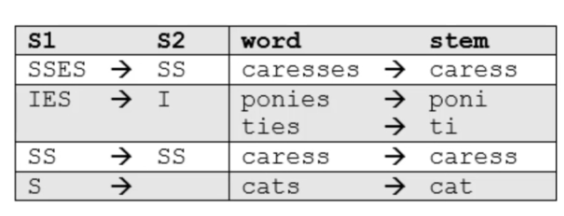 S1 S2 word stem
SSES → SS caresses → caress
IES → I ponies → poni
ties → ti
SS → SS caress → caress
S → cats → cat